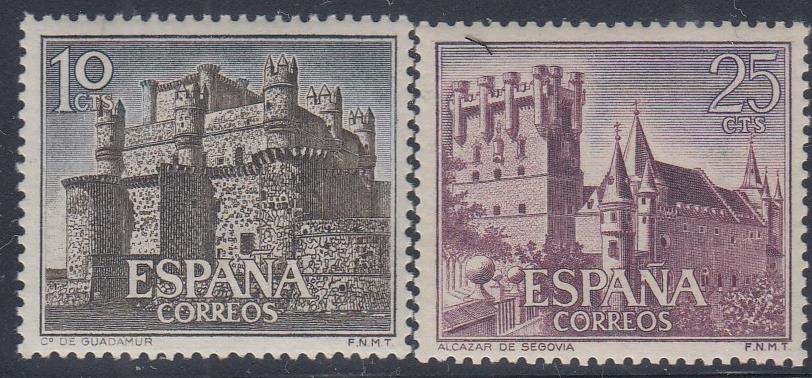 10
CTS
ESPAÑA
CORREOS
Cº DE GUADAMUR F.N.M.T.
25
CTS
ESPAÑA
CORREOS
ALCAZAR DE SEGOVIA F.N.M.T.